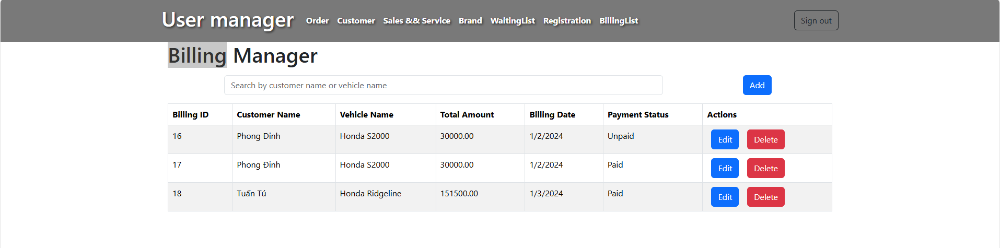 User manager Order Customer Sales && Service Brand WaitingList Registration BillingList Sign out
Billing Manager
Search by customer name or vehicle name Add
Billing ID Customer Name Vehicle Name Total Amount Billing Date Payment Status Actions
16 Phong Đinh Honda S2000 30000.00 1/2/2024 Unpaid Edit Delete
17 Phong Đinh Honda S2000 30000.00 1/2/2024 Paid Edit Delete
18 Tuấn Tú Honda Ridgeline 151500.00 1/3/2024 Paid Edit Delete